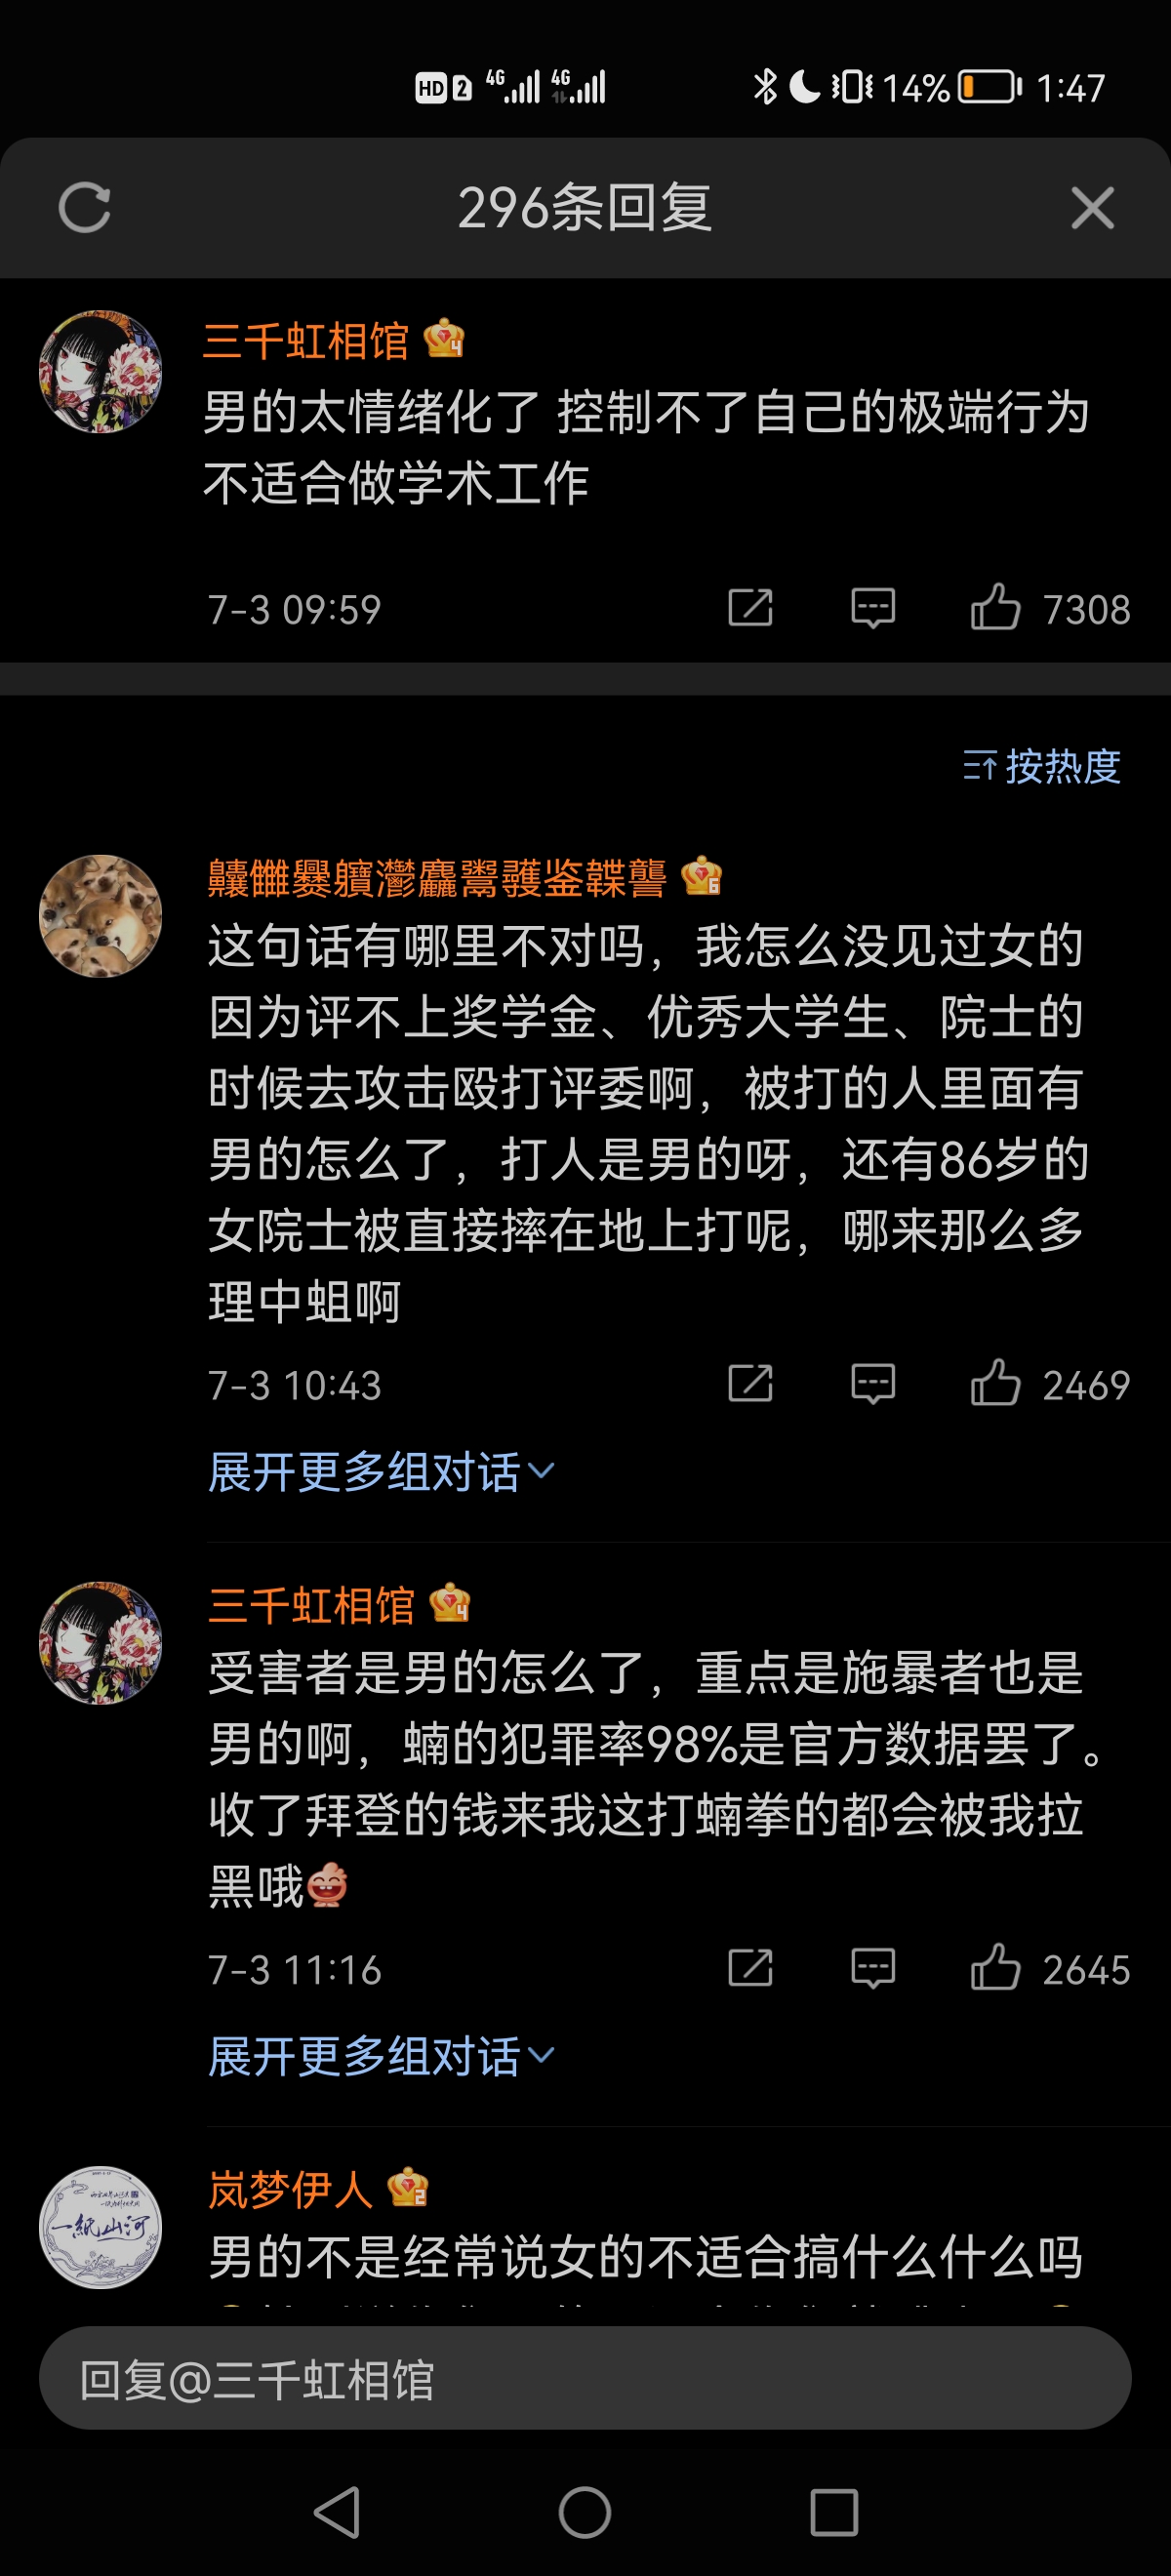 HD 2 4G 4G 14% 1:47
296条回复
三千虹相馆 4
男的太情绪化了 控制不了自己的极端行为
不适合做学术工作
7-3 09:59 7308
按热度
6
这句话有哪里不对吗，我怎么没见过女的
因为评不上奖学金、优秀大学生、院士的
时候去攻击殴打评委啊，被打的人里面有
男的怎么了，打人是男的呀，还有86岁的
女院士被直接摔在地上打呢，哪来那么多
理中蛆啊
7-3 10:43 2469
展开更多组对话
三千虹相馆 4
受害者是男的怎么了，重点是施暴者也是
男的啊，蝻的犯罪率98%是官方数据罢了。
收了拜登的钱来我这打蝻拳的都会被我拉
黑哦
7-3 11:16 2645
展开更多组对话
一纸山河
岚梦伊人 2
男的不是经常说女的不适合搞什么什么吗
回复@三千虹相馆